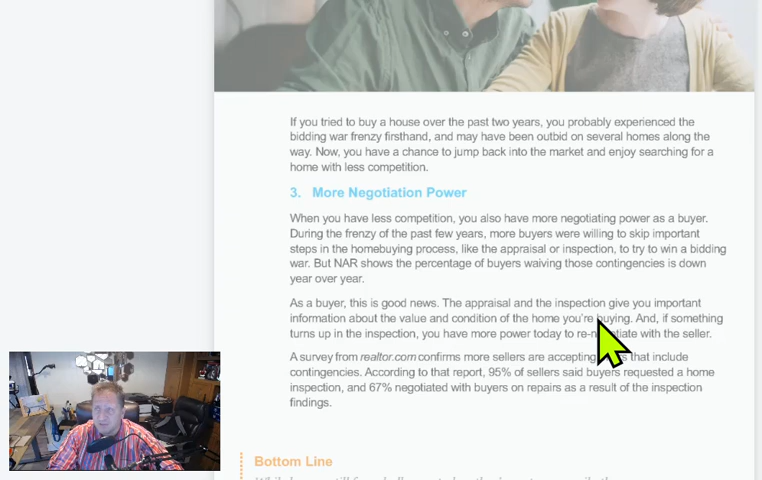 If you tried to buy a house over the past two years, you probably experienced the
bidding war frenzy firsthand, and may have been outbid on several homes along the
way. Now, you have a chance to jump back into the market and enjoy searching for a
home with less competition.
3. More Negotiation Power
When you have less competition, you also have more negotiating power as a buyer.
During the frenzy of the past few years, more buyers were willing to skip important
steps in the homebuying process, like the appraisal or inspection, to try to win a bidding
war. But NAR shows the percentage of buyers waiving those contingencies is down
year over year.
As a buyer, this is good news. The appraisal and the inspection give you important
information about the value and condition of the home you're buying. And, if something
turns up in the inspection, you have more power today to with the seller.
A survey from realtor.com confirms more sellers are accepting that include
contingencies. According to that report, 95% of sellers said buyers requested a home
inspection, and 67% negotiated with buyers on repairs as a result of the inspection
findings.
Bottom Line